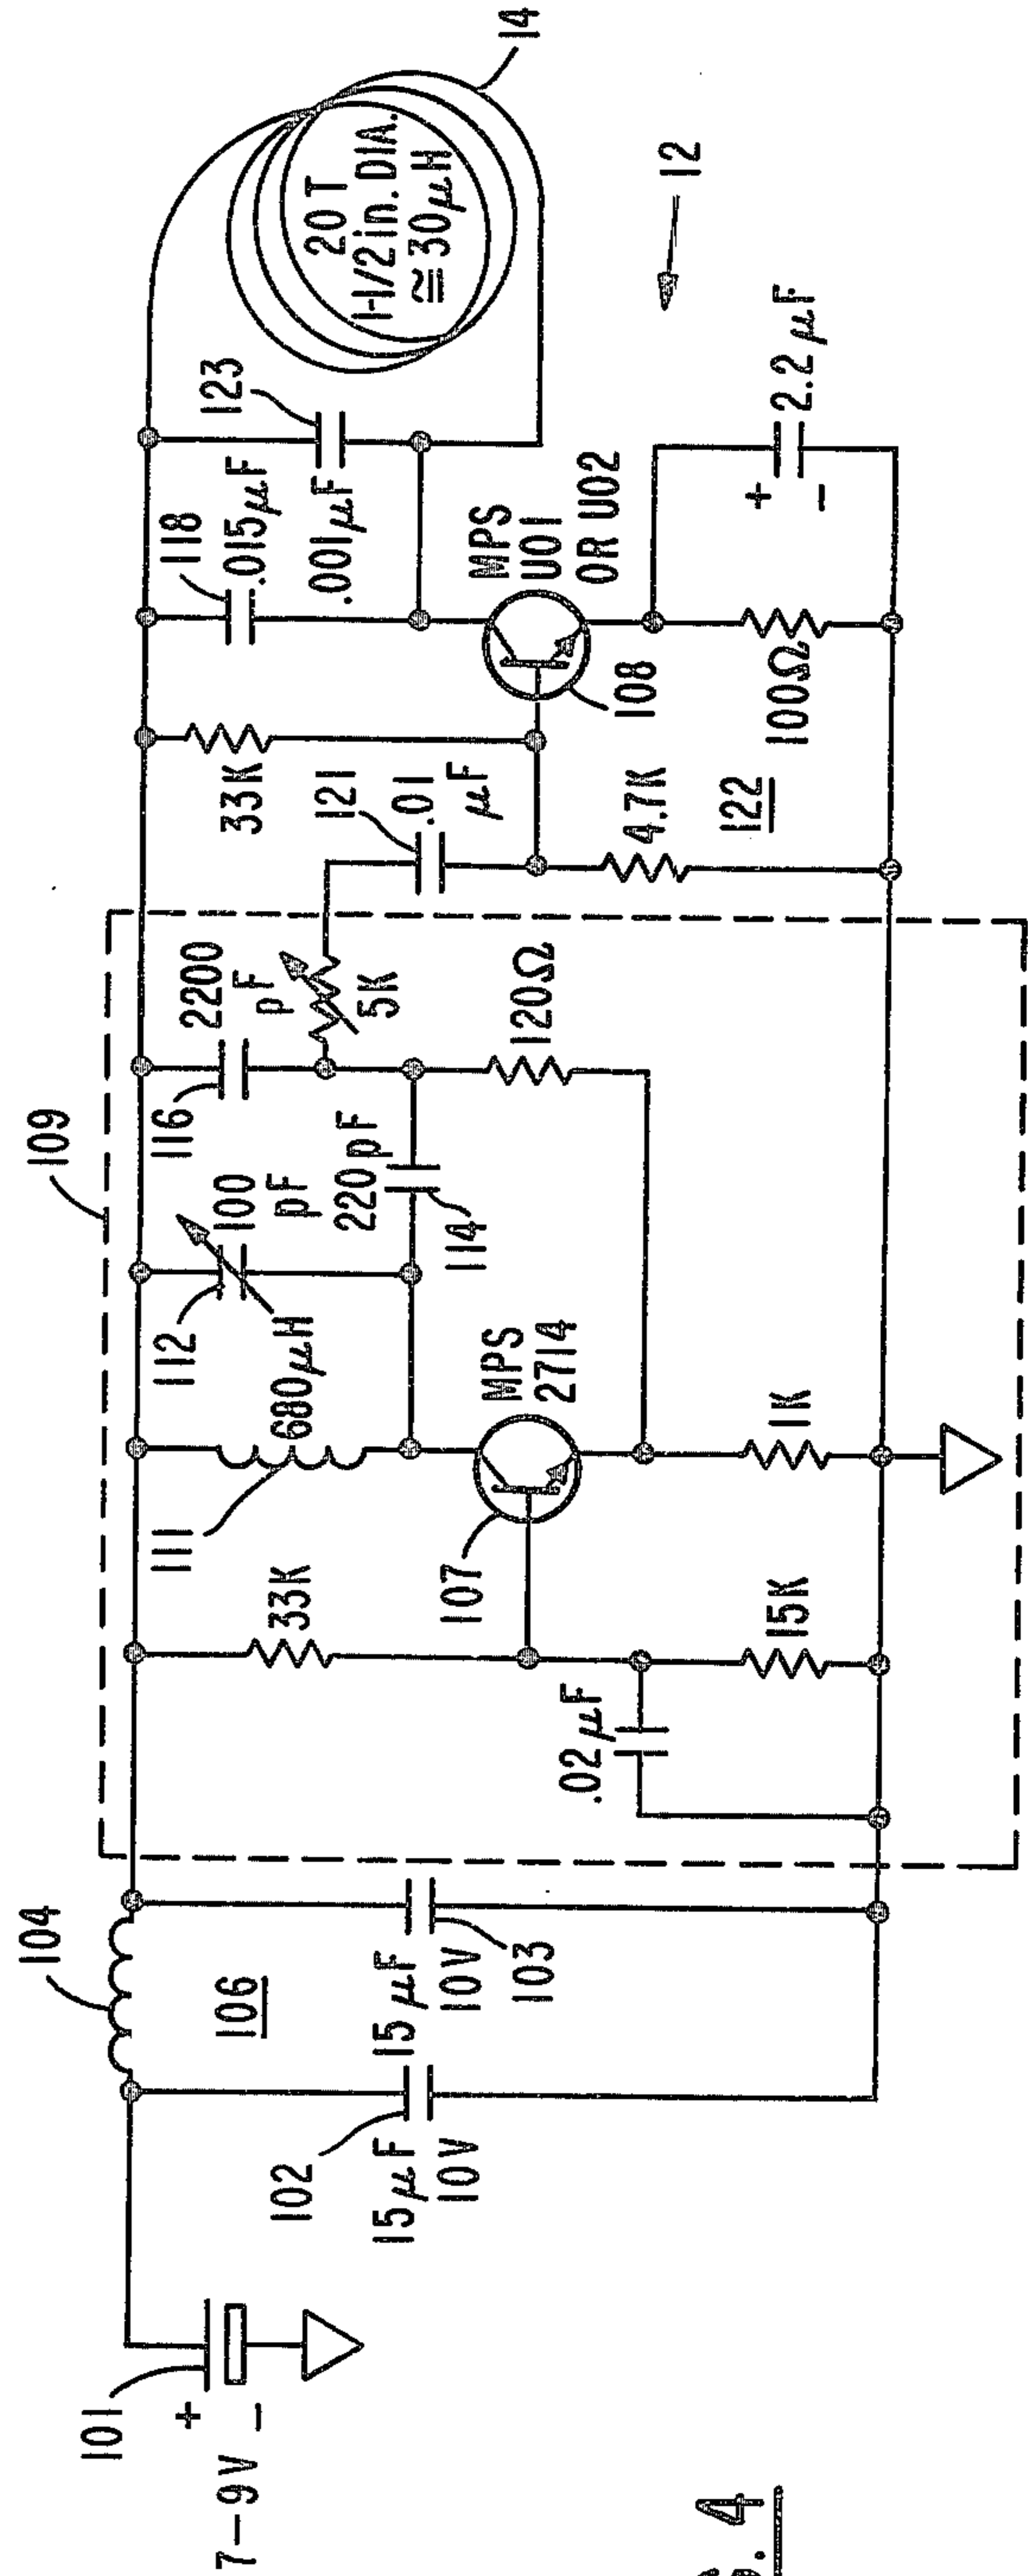 101
+
-
7-9V
104
106
102
15µF
10V
15µF
10V
103
109
111
680µH
112
100
pF
116
2200
pF
5K
220pF
114
120Ω
33K
107
MPS
2714
.02µF
15K
1K
33K
118
.015µF
123
.001µF
121
.01
µF
4.7K
122
108
MPS
U01
OR U02
100Ω
+
-
2.2µF
20T
1-1/2in. DIA.
≅30µH
14
12
4